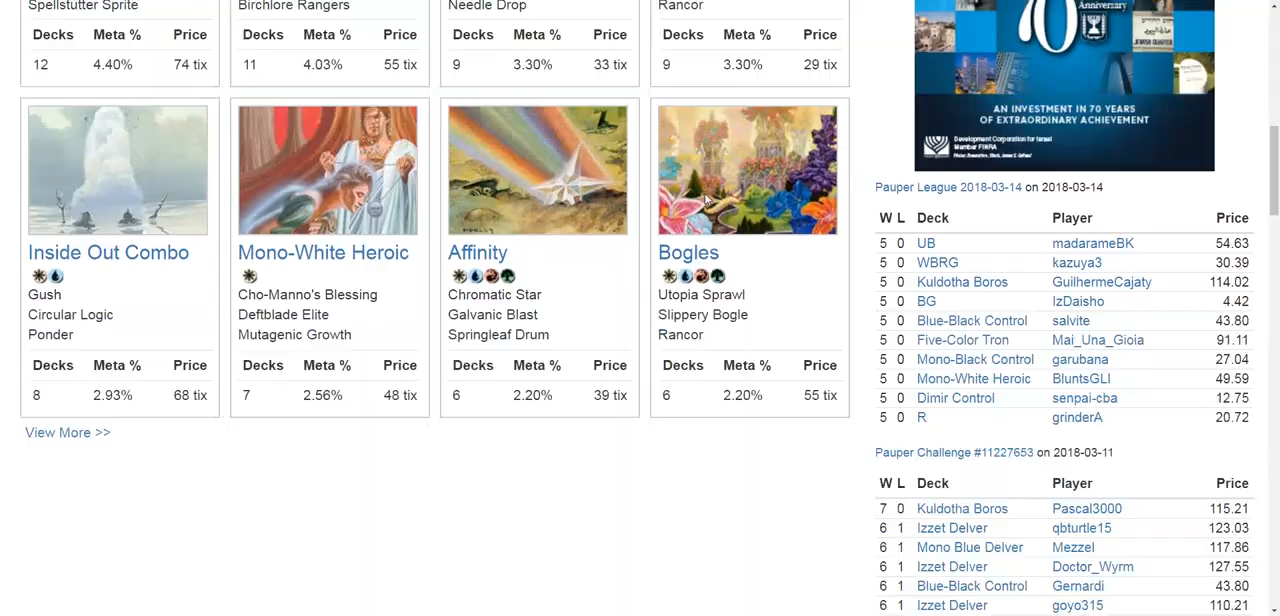 Spellstutter Sprite
Decks Meta % Price
12 4.40% 74 tix
Birchlore Rangers
Decks Meta % Price
11 4.03% 55 tix
Needle Drop
Decks Meta % Price
9 3.30% 33 tix
Rancor
Decks Meta % Price
9 3.30% 29 tix
Inside Out Combo
Gush
Circular Logic
Ponder
Decks Meta % Price
8 2.93% 68 tix
Mono-White Heroic
Cho-Manno's Blessing
Deftblade Elite
Mutagenic Growth
Decks Meta % Price
7 2.56% 48 tix
Affinity
Chromatic Star
Galvanic Blast
Springleaf Drum
Decks Meta % Price
6 2.20% 39 tix
Bogles
Utopia Sprawl
Slippery Bogle
Rancor
Decks Meta % Price
6 2.20% 55 tix
View More >>
70
Anniversary
JEWISH QUARTER
AN INVESTMENT IN 70 YEARS
OF EXTRAORDINARY ACHIEVEMENT
Development Corporation for Israel
Member FINRA
Pauper League 2018-03-14 on 2018-03-14
W L Deck Player Price
5 0 UB madarameBK 54.63
5 0 WBRG kazuya3 30.39
5 0 Kuldotha Boros GuilhermeCajaty 114.02
5 0 BG IzDaisho 4.42
5 0 Blue-Black Control salvite 43.80
5 0 Five-Color Tron Mai_Una_Gioia 91.11
5 0 Mono-Black Control garubana 27.04
5 0 Mono-White Heroic BluntsGLI 49.59
5 0 Dimir Control senpai-cba 12.75
5 0 R grinderA 20.72
Pauper Challenge #11227653 on 2018-03-11
W L Deck Player Price
7 0 Kuldotha Boros Pascal3000 115.21
6 1 Izzet Delver qbturtle15 123.03
6 1 Mono Blue Delver Mezzel 117.86
6 1 Izzet Delver Doctor_Wyrm 127.55
6 1 Blue-Black Control Gernardi 43.80
6 1 Izzet Delver goyo315 110.21